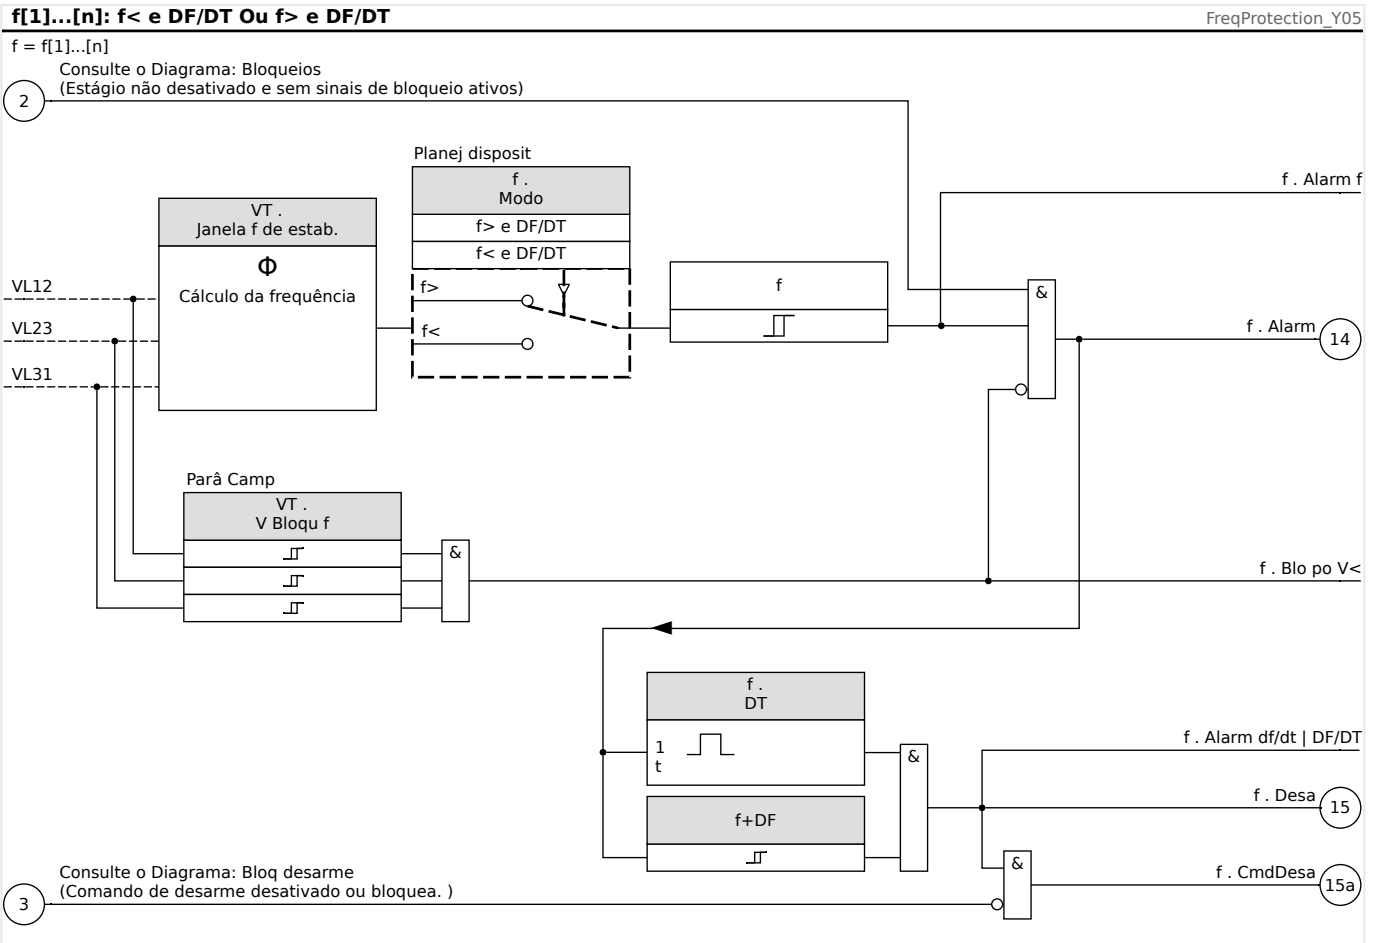 f[1]...[n]: f< e DF/DT Ou f> e DF/DT
FreqProtection_Y05
f = f[1]...[n]
Consulte o Diagrama: Bloqueios
(Estágio não desativado e sem sinais de bloqueio ativos)
2
Planej disposit
f .
Modo
f> e DF/DT
f< e DF/DT
f>
f<
VT .
Janela f de estab.
Φ
Cálculo da frequência
VL12
VL23
VL31
f
&
f . Alarm f
f . Alarm
14
Parâ Camp
VT .
V Bloqu f
&
f . Blo po V<
f .
DT
1
t
f+DF
&
f . Alarm df/dt | DF/DT
f . Desa
15
&
f . CmdDesa
15a
Consulte o Diagrama: Bloq desarme
(Comando de desarme desativado ou bloquea. )
3